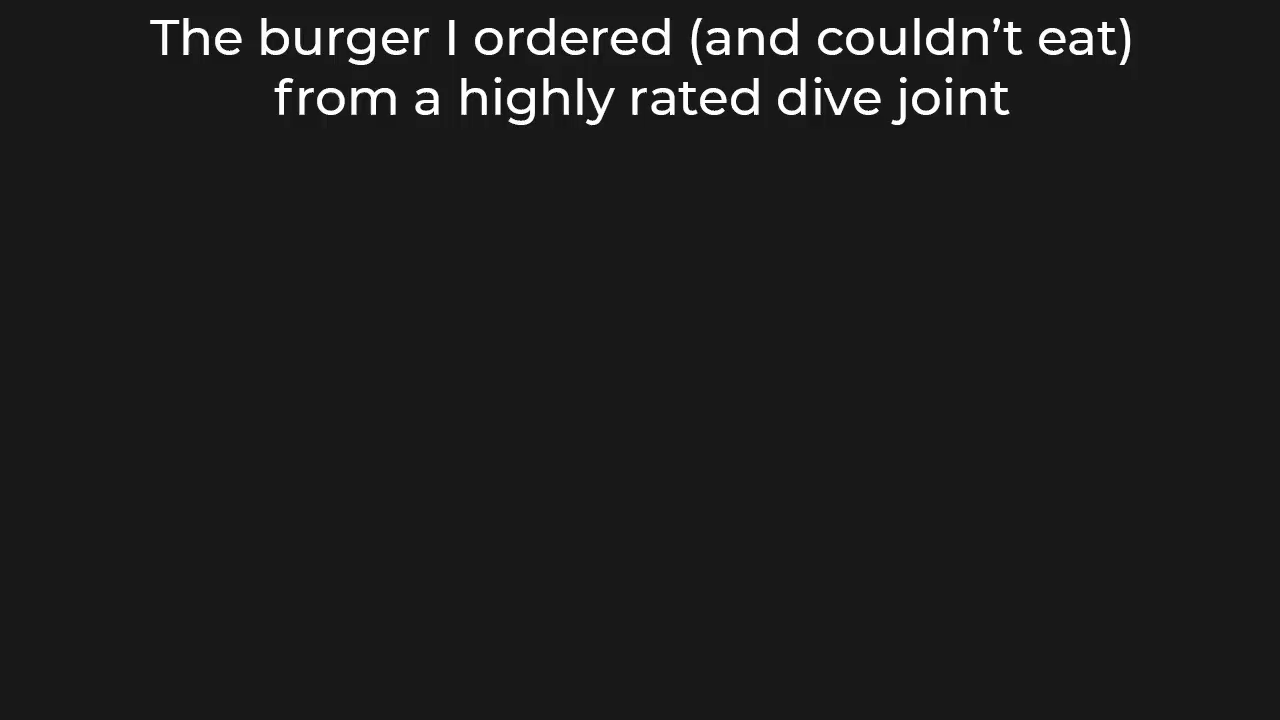 The burger I ordered (and couldn’t eat)
from a highly rated dive joint